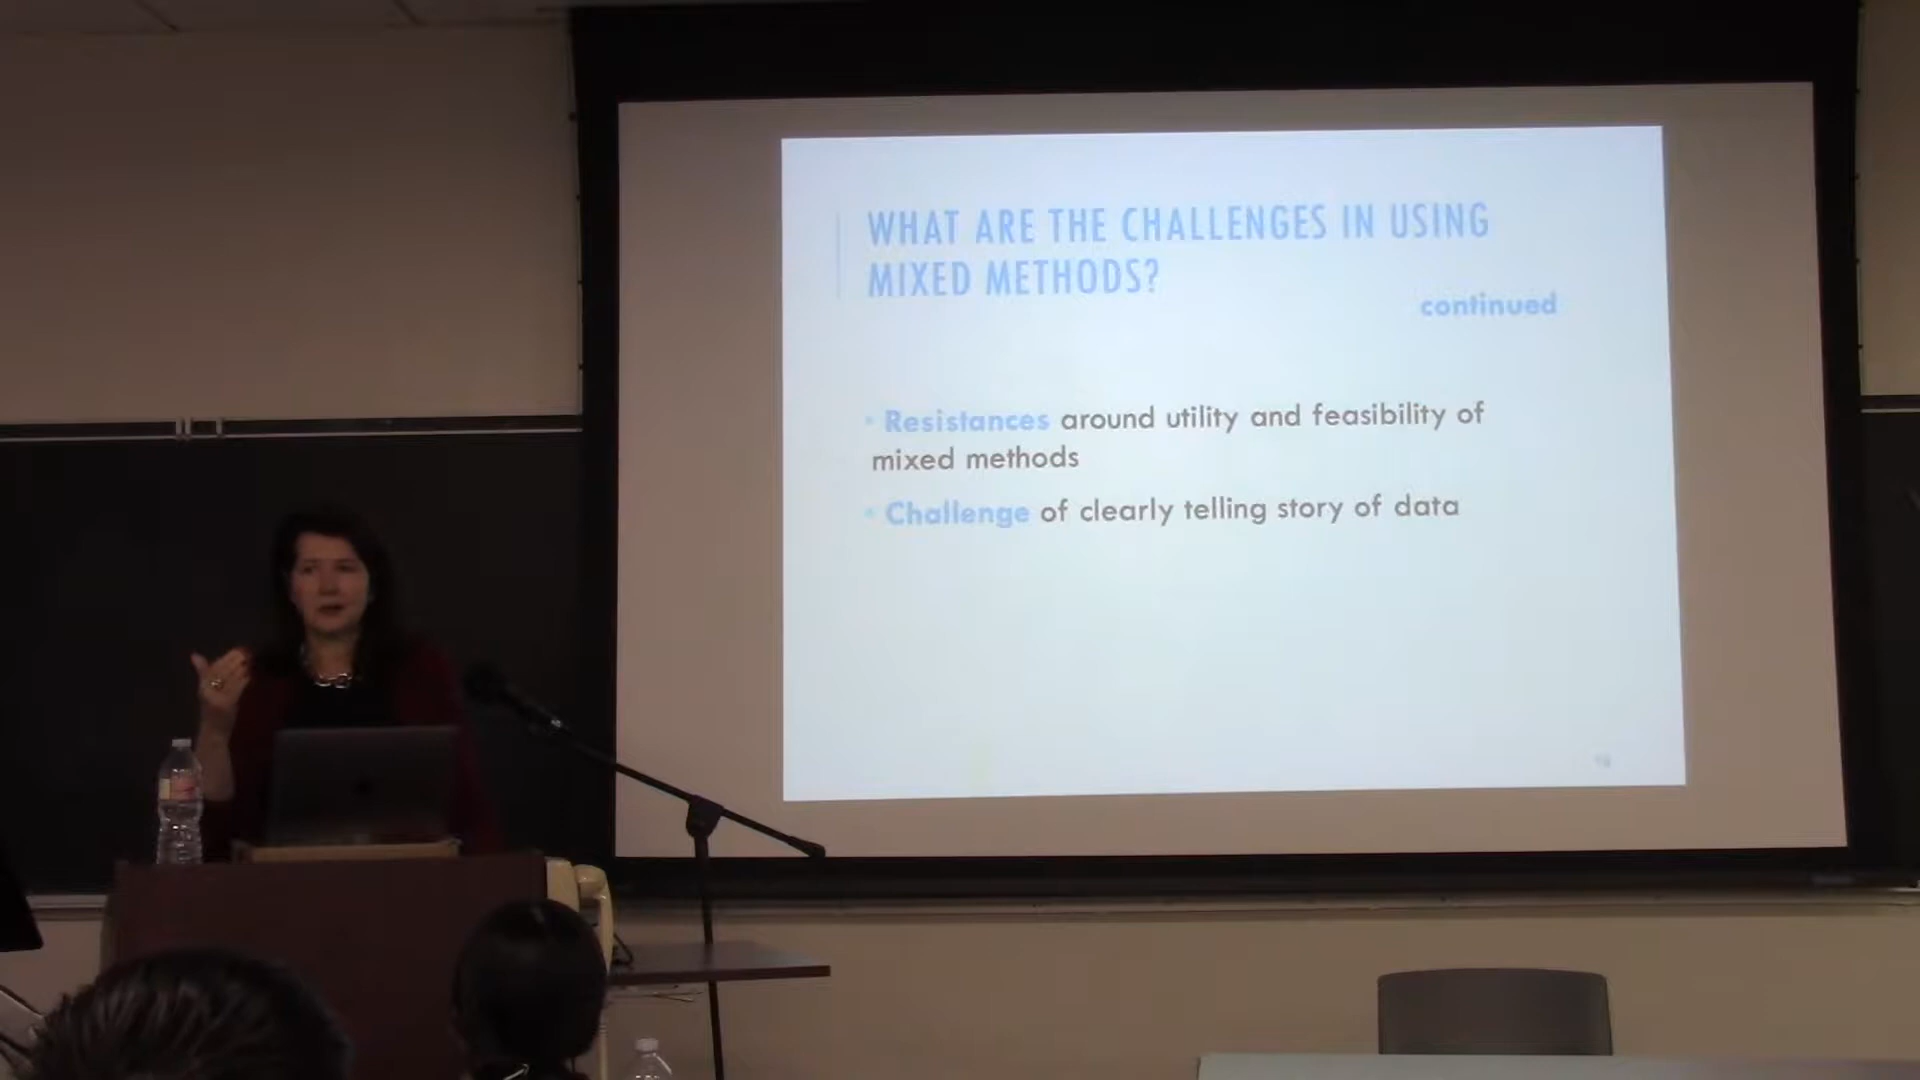 WHAT ARE THE CHALLENGES IN USING
MIXED METHODS?
continued
• Resistances around utility and feasibility of
mixed methods
• Challenge of clearly telling story of data